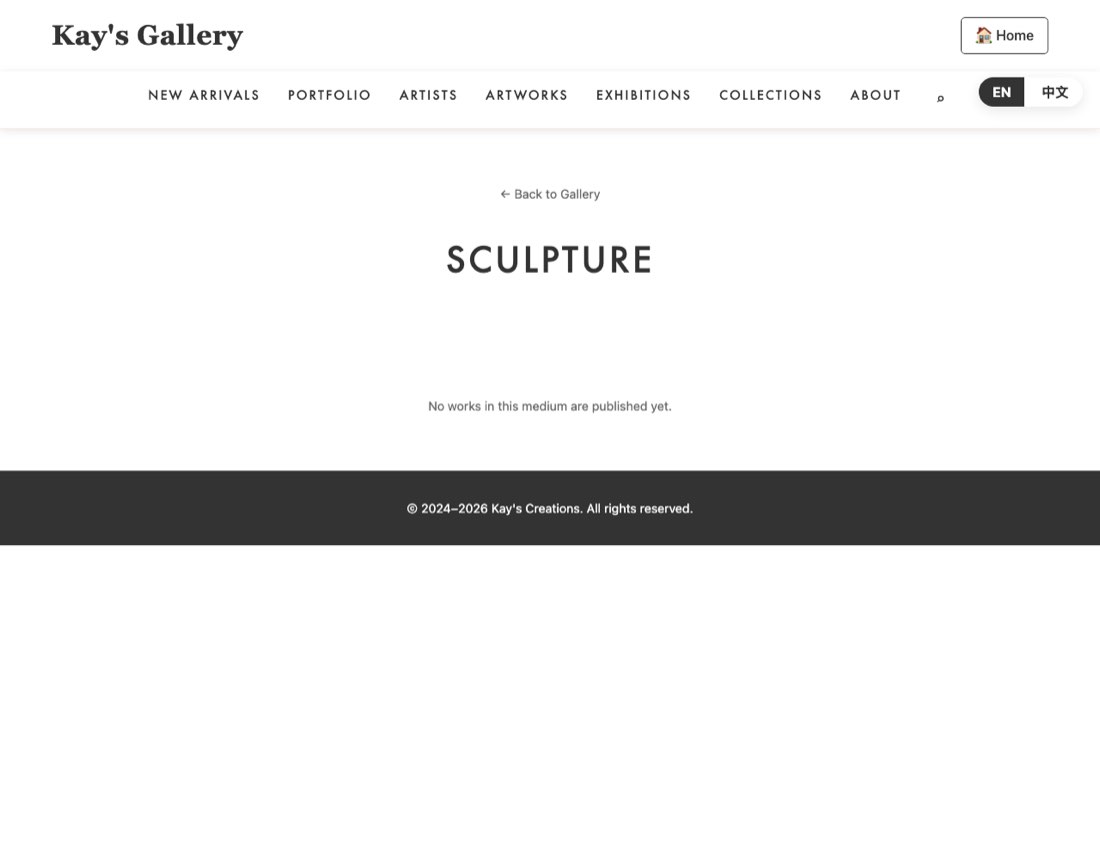 Kay's Gallery
🏠 Home
NEW ARRIVALS PORTFOLIO ARTISTS ARTWORKS EXHIBITIONS COLLECTIONS ABOUT ⌕ EN 中文
← Back to Gallery
SCULPTURE
No works in this medium are published yet.
© 2024–2026 Kay's Creations. All rights reserved.